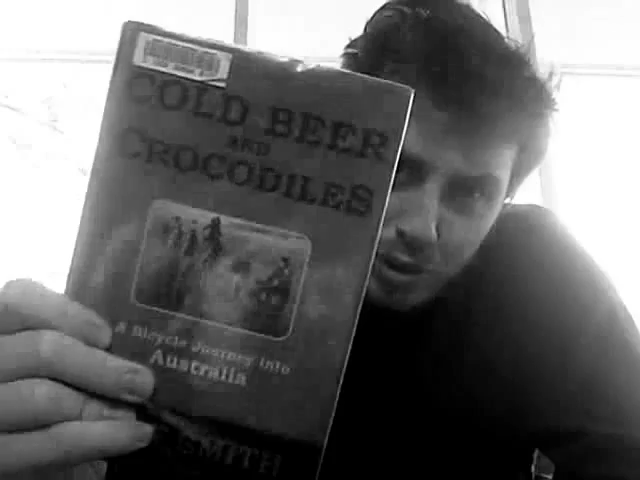 COLD BEER
AND
CROCODILES
A Bicycle Journey into
Australia
SMITH